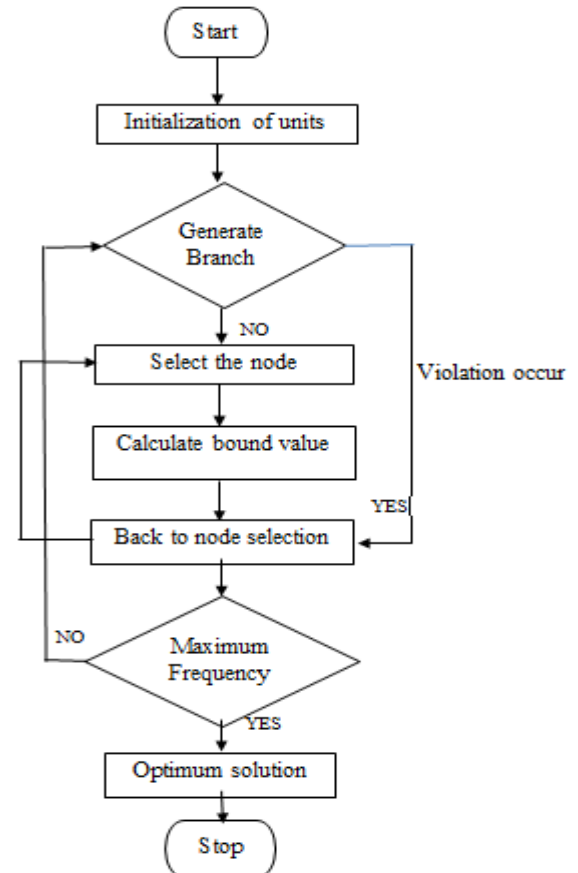 Start
Initialization of units
Generate
Branch
NO
Select the node
Violation occur
Calculate bound value
YES
Back to node selection
NO
Maximum
Frequency
YES
Optimum solution
Stop